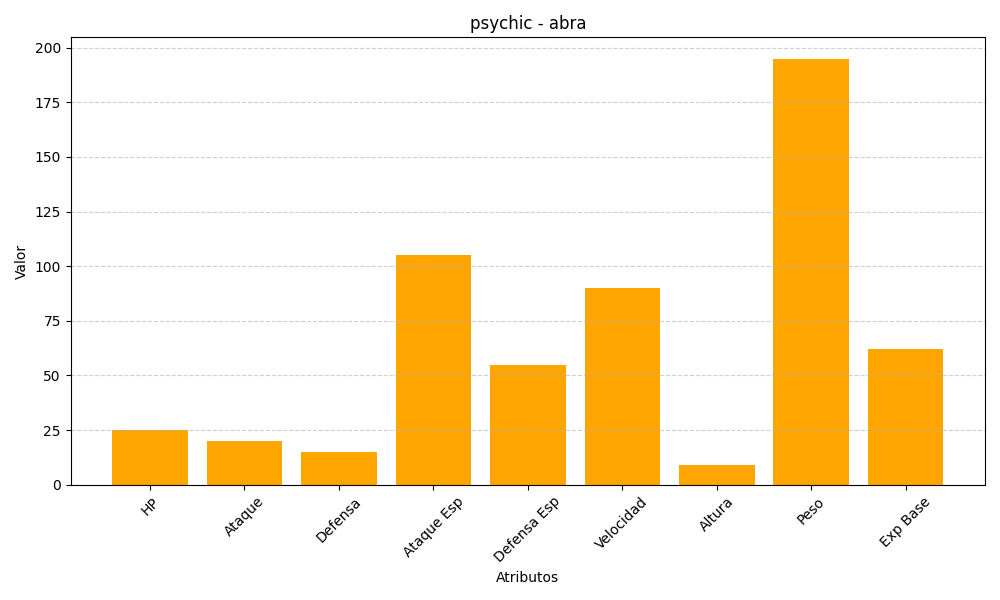 psychic - abra
Valor
200
175
150
125
100
75
50
25
0
HP
Ataque
Defensa
Ataque Esp
Defensa Esp
Velocidad
Altura
Peso
Exp Base
Atributos